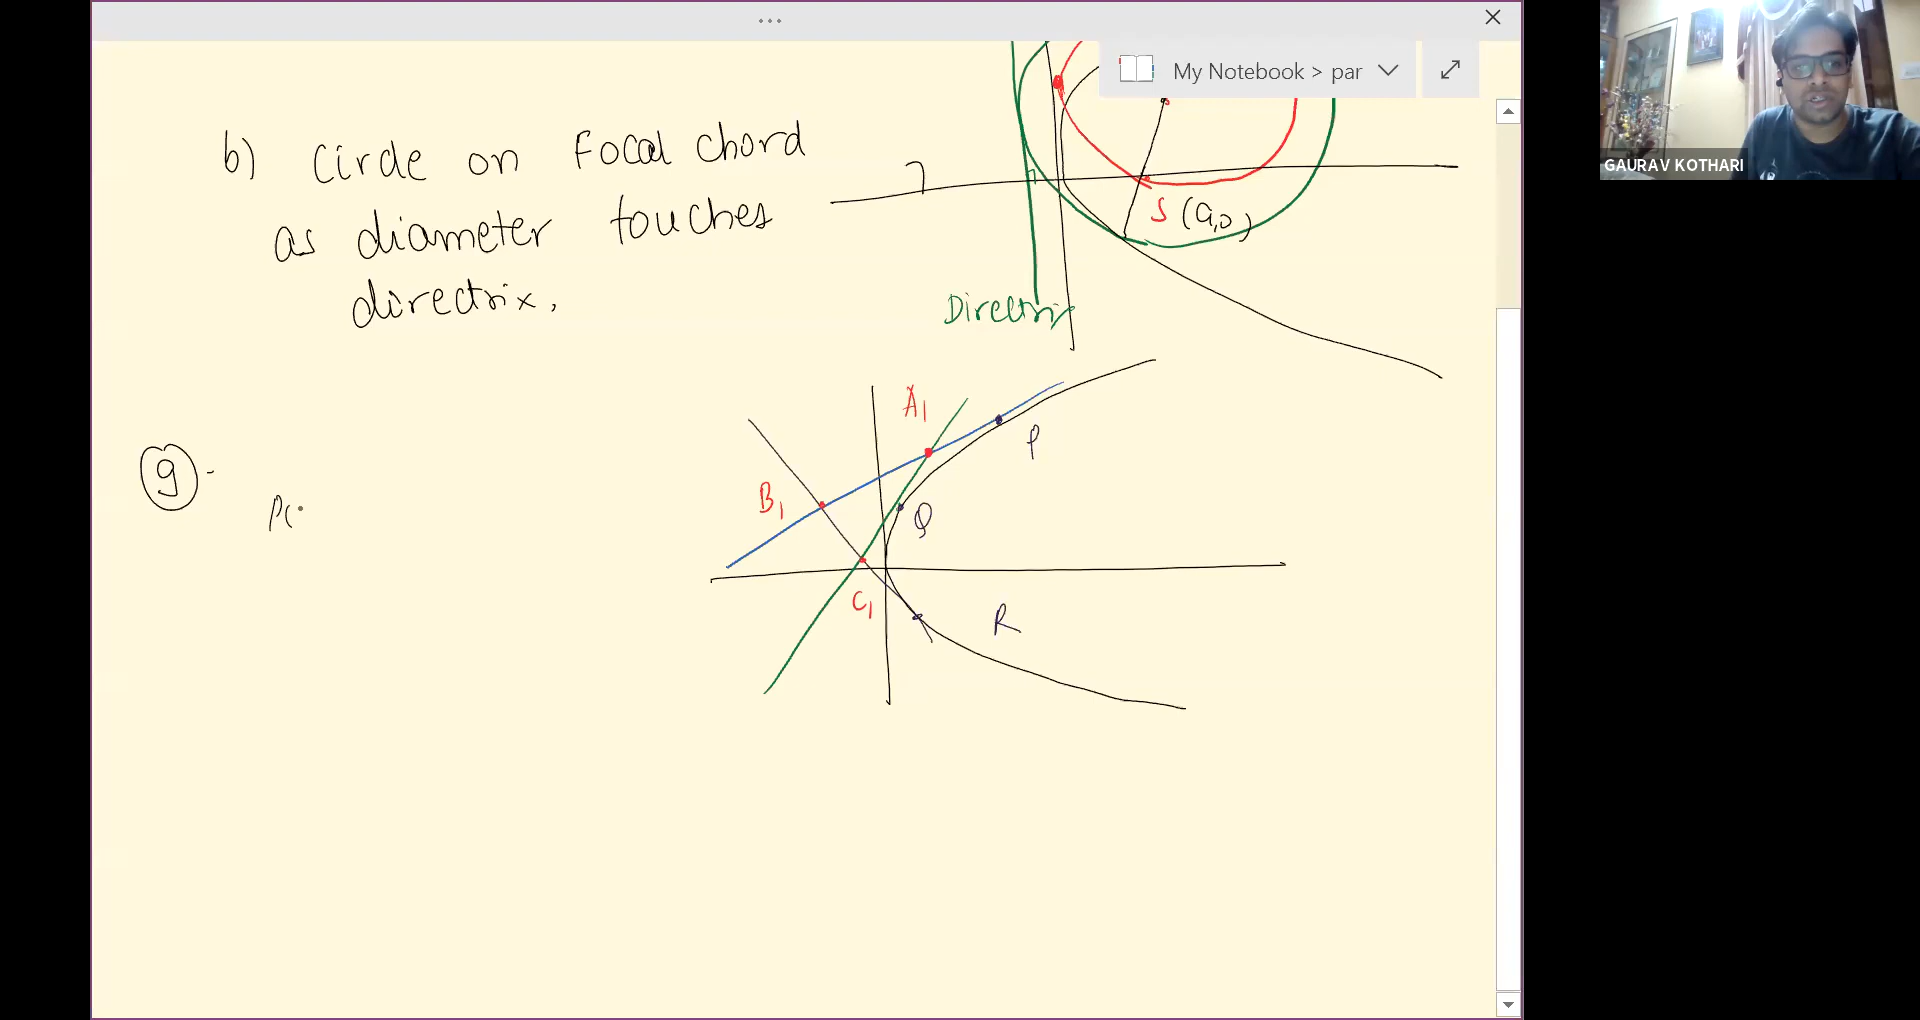 My Notebook > par
GAURAV KOTHARI
b) Circle on Focal chord
as diameter touches
directrix.
S (a,0)
Directrix
9
P(
A1
P
B1
Q
C1
R